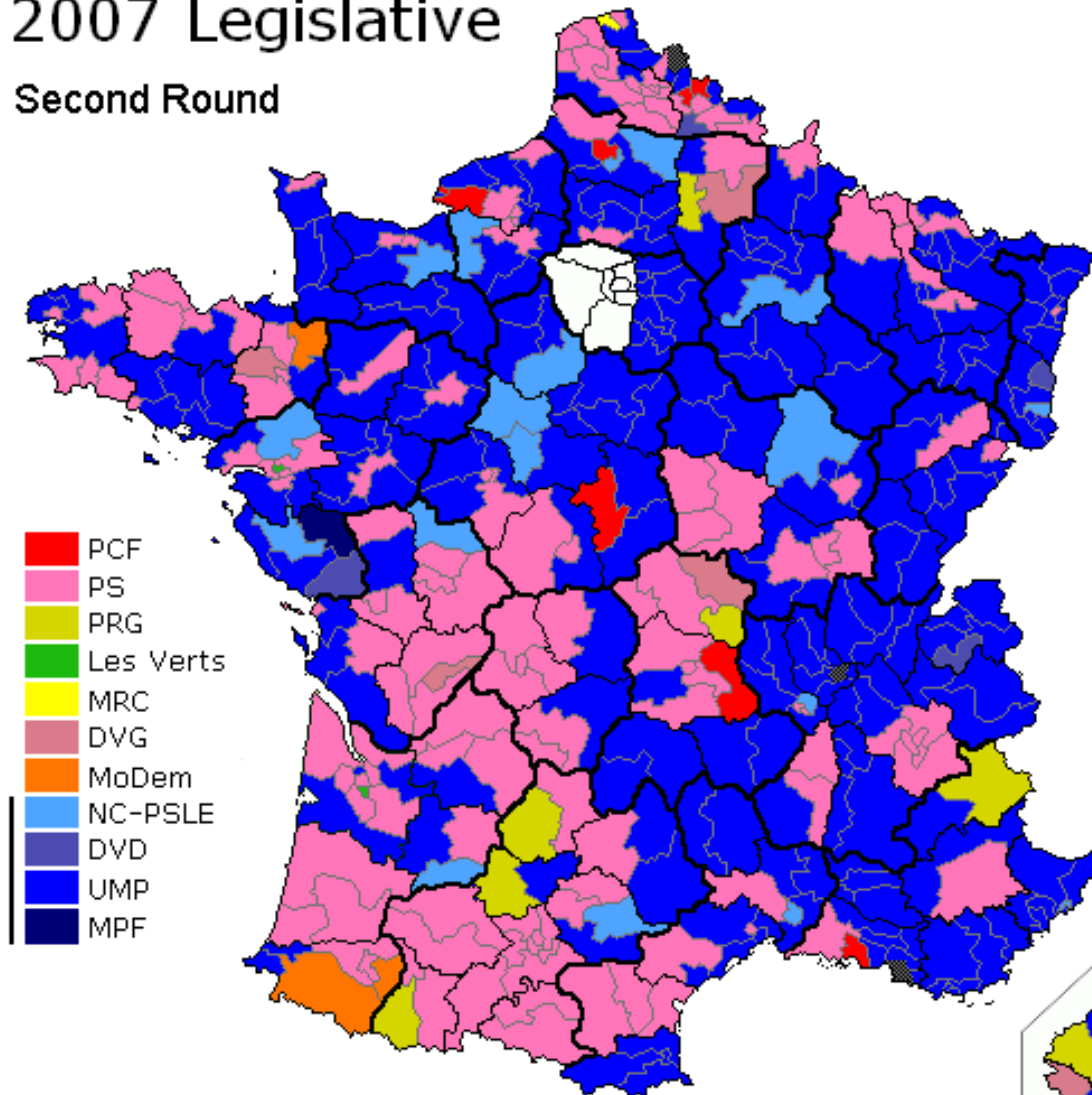 2007 Legislative
Second Round
PCF
PS
PRG
Les Verts
MRC
DVG
MoDem
NC-PSLE
DVD
UMP
MPF